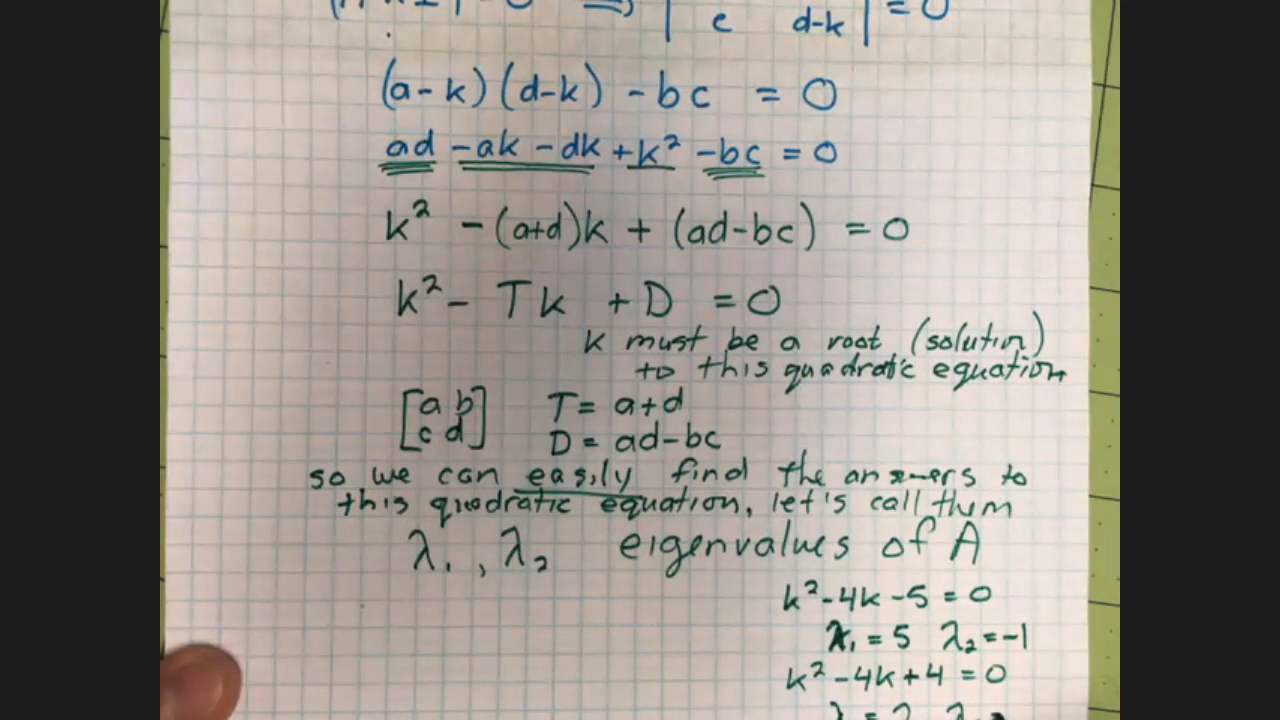 c d-k | = 0
(a-k)(d-k) -bc = 0
ad -ak -dk +k² -bc = 0
k² -(a+d)k + (ad-bc) = 0
k² - Tk + D = 0
k must be a root (solution)
to this quadratic equation
[a b T = a+d
c d] D = ad-bc
so we can easily find the answers to
this quadratic equation, let's call them
λ₁, λ₂ eigenvalues of A
k²-4k-5=0
λ₁=5 λ₂=-1
k²-4k+4=0